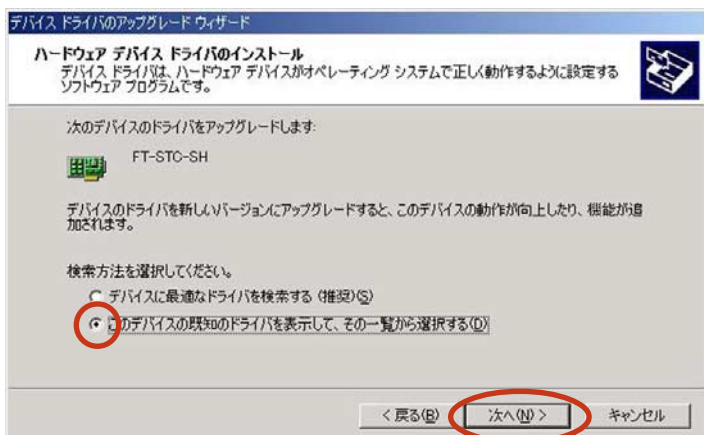 デバイス ドライバのアップグレード ウィザード
ハードウェア デバイス ドライバのインストール
デバイス ドライバは、ハードウェア デバイスがオペレーティング システムで正しく動作するように設定する
ソフトウェア プログラムです。
次のデバイスのドライバをアップグレードします:
FT-STC-SH
デバイスのドライバを新しいバージョンにアップグレードすると、このデバイスの動作が向上したり、機能が追
加されます。
検索方法を選択してください。
デバイスに最適なドライバを検索する (推奨)(S)
このデバイスの既知のドライバを表示して、その一覧から選択する(D)
< 戻る(B) 次へ(N) > キャンセル